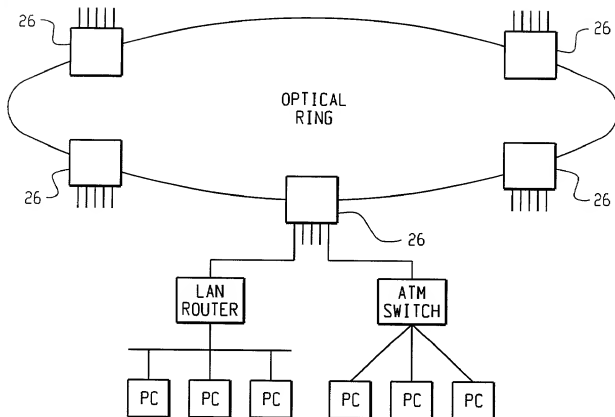 26
26
OPTICAL
RING
26
26
26
LAN
ROUTER
ATM
SWITCH
PC PC PC PC PC PC